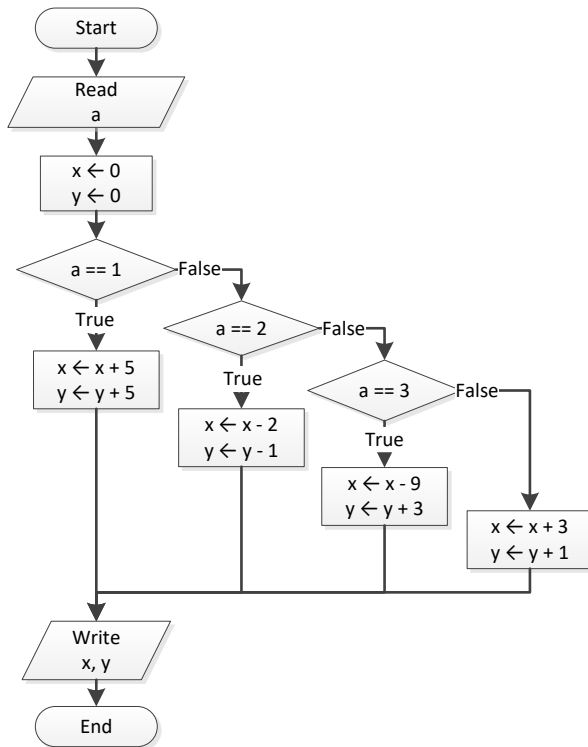 Start
Read
a
x ← 0
y ← 0
a == 1
False
True
a == 2
False
True
x ← x + 5
y ← y + 5
a == 3
False
True
x ← x - 2
y ← y - 1
x ← x - 9
y ← y + 3
x ← x + 3
y ← y + 1
Write
x, y
End